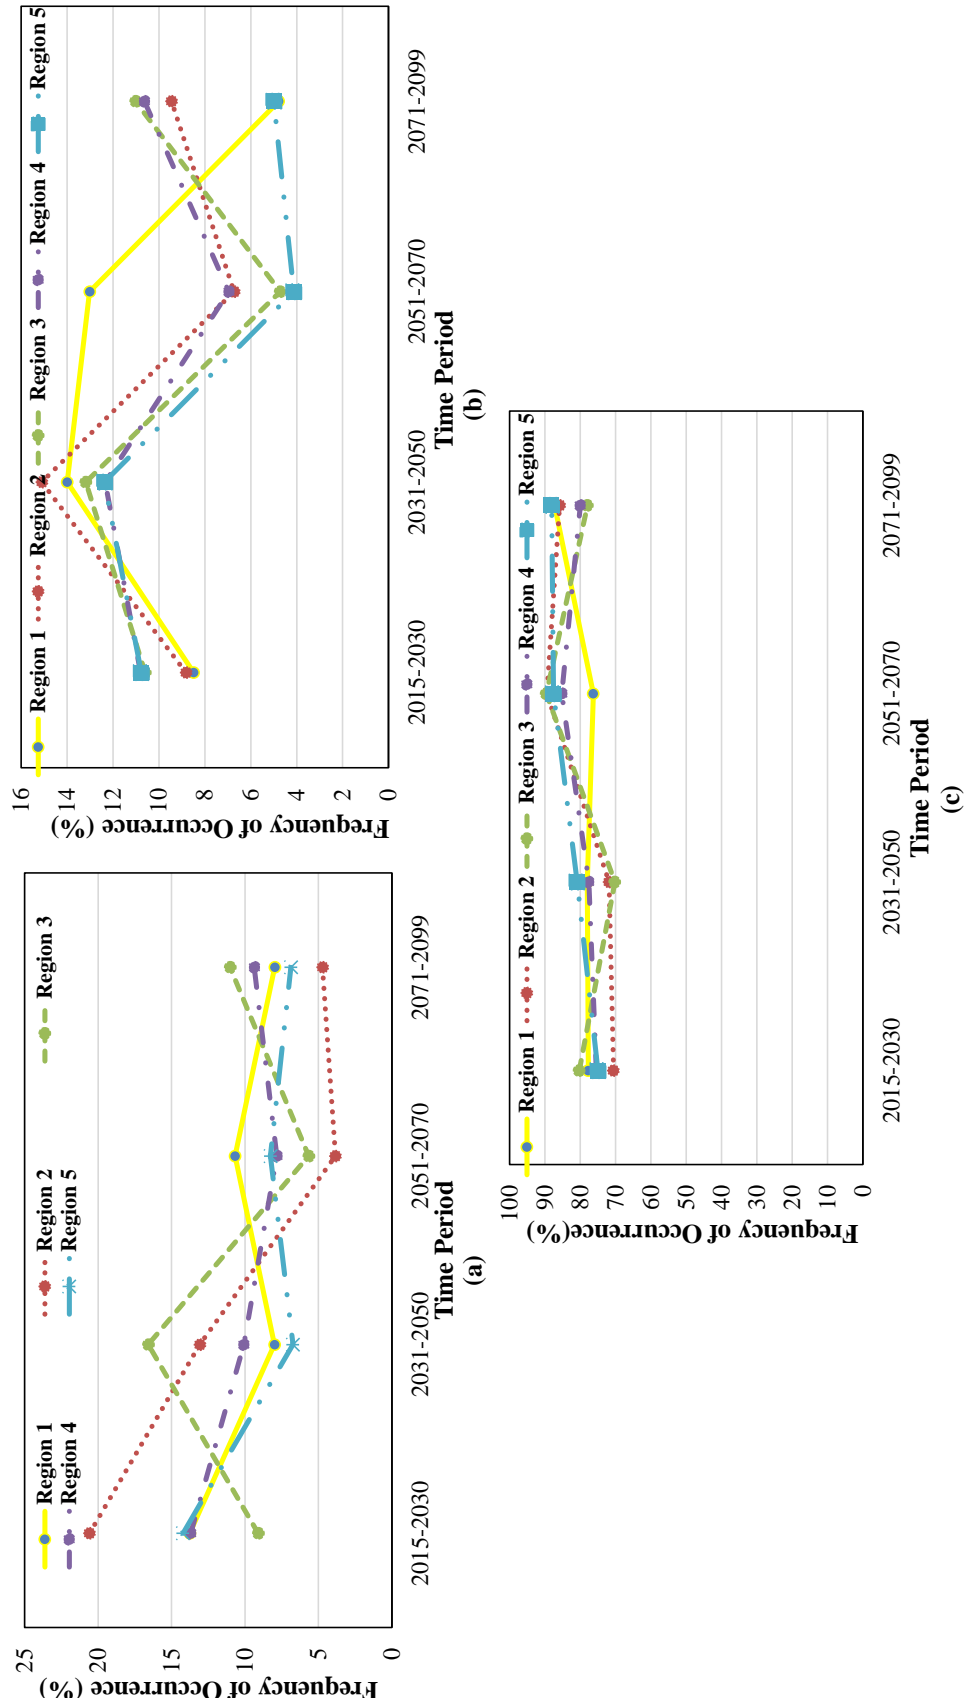 Region 1
Region 2
Region 3
Region 4
Region 5
25
20
15
10
5
0
Frequency of Occurrence (%)
2015-2030
2031-2050
2051-2070
2071-2099
Time Period
(a)
Region 1
Region 2
Region 3
Region 4
Region 5
16
14
12
10
8
6
4
2
0
Frequency of Occurrence (%)
2015-2030
2031-2050
2051-2070
2071-2099
Time Period
(b)
Region 1
Region 2
Region 3
Region 4
Region 5
100
90
80
70
60
50
40
30
20
10
0
Frequency of Occurrence(%)
2015-2030
2031-2050
2051-2070
2071-2099
Time Period
(c)